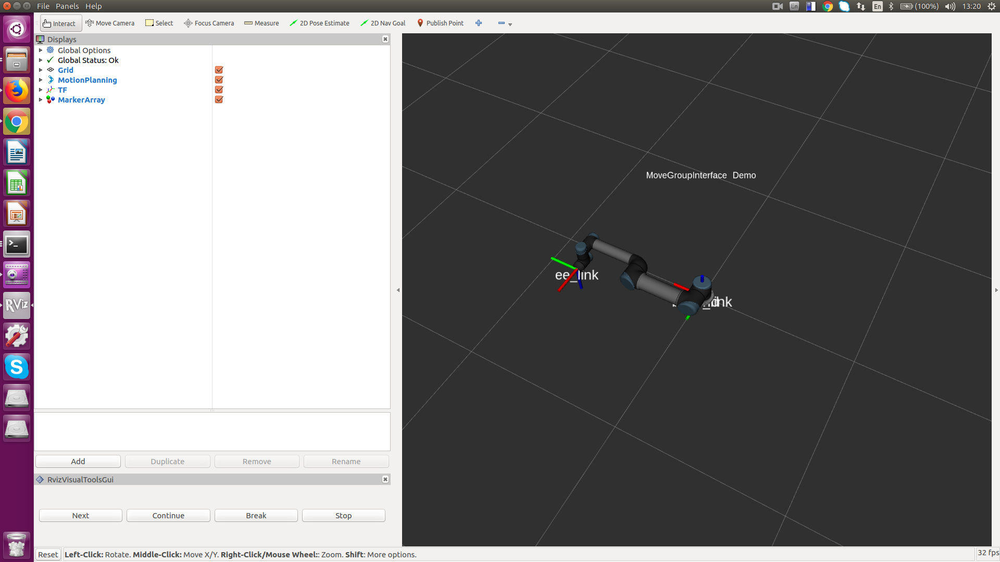 File Panels Help
En En (100%) 13:20
Interact Move Camera Select Focus Camera Measure 2D Pose Estimate 2D Nav Goal Publish Point
Displays
Global Options
Global Status: Ok
Grid
MotionPlanning
TF
MarkerArray
MoveGroupInterface Demo
ee_link
RViz
S
Add Duplicate Remove Rename
RvizVisualToolsGui
Next Continue Break Stop
Reset Left-Click: Rotate. Middle-Click: Move X/Y. Right-Click/Mouse Wheel:: Zoom. Shift: More options. 32 fps